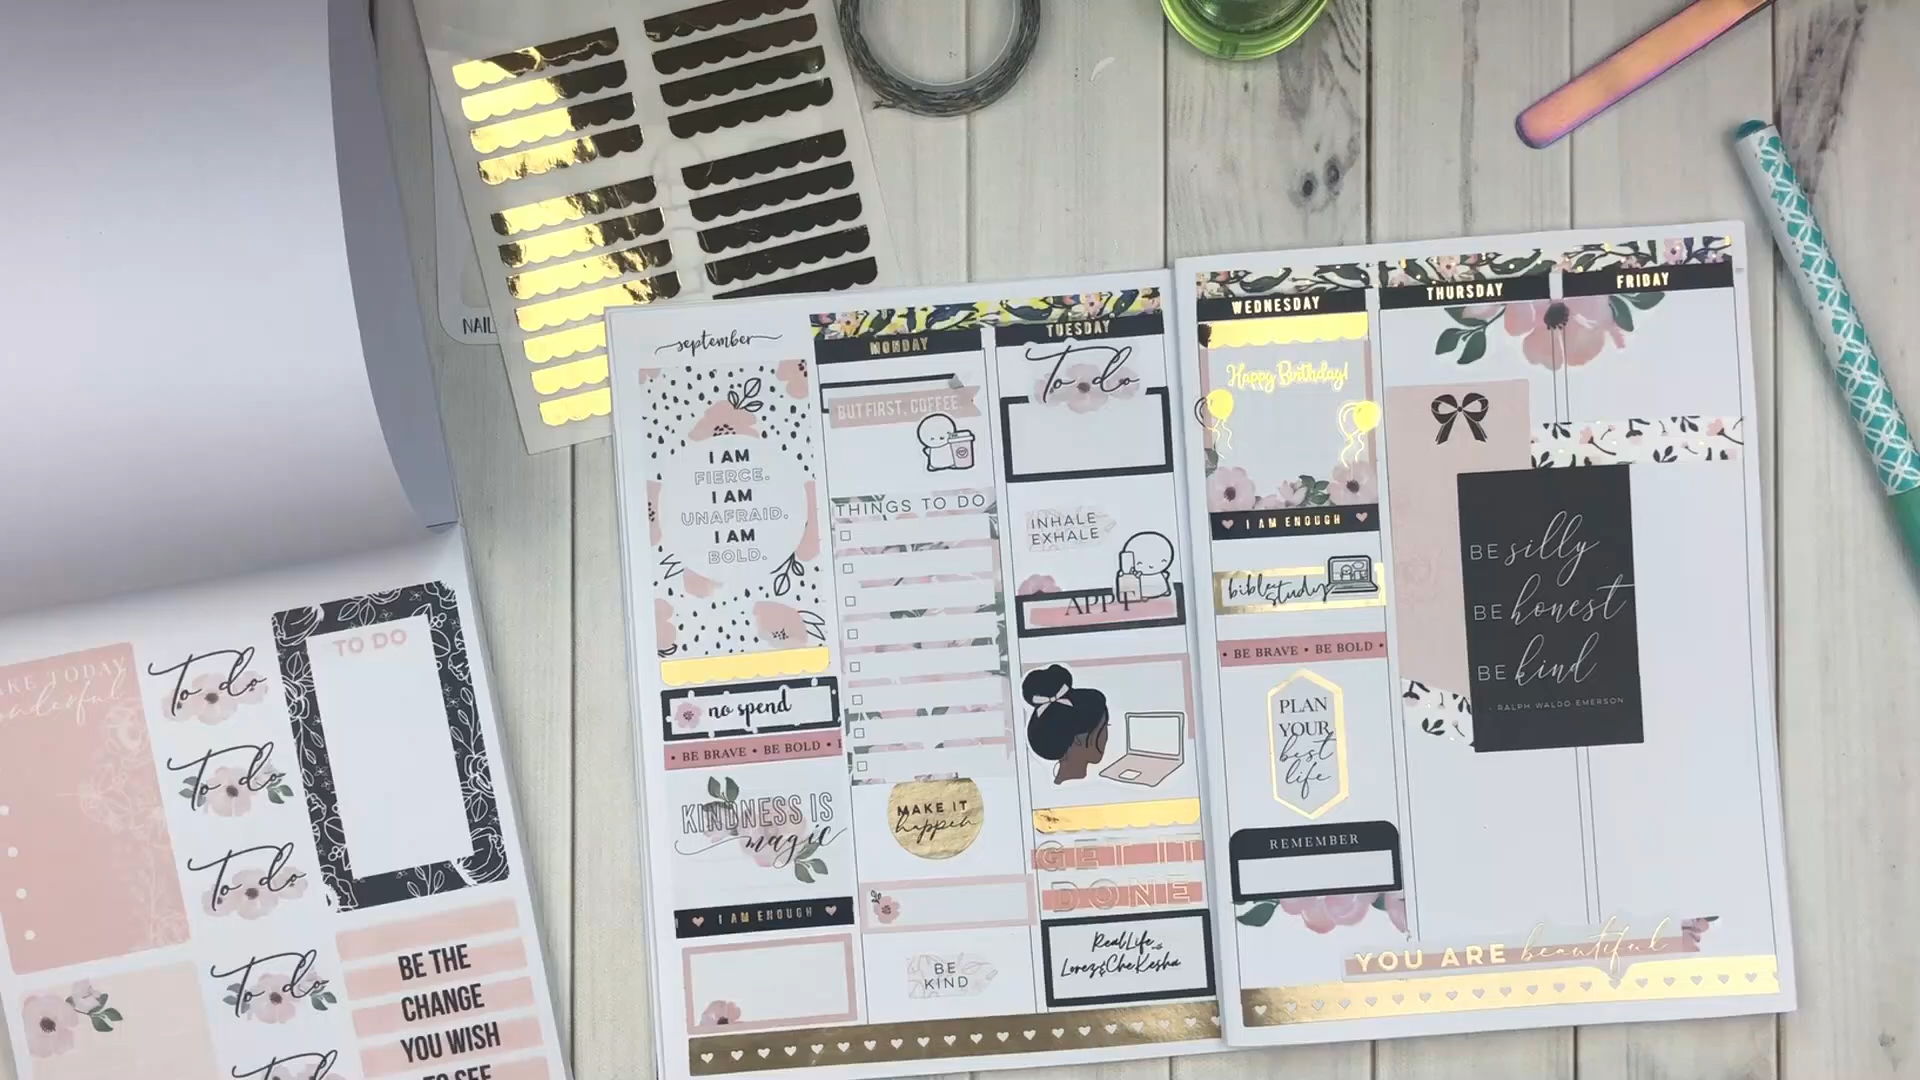 NAIL
TO DO
To do
To do
To do
To do
BE THE
CHANGE
YOU WISH
TO SEE
september
I AM
FIERCE.
I AM
UNAFRAID.
I AM
BOLD.
no spend
• BE BRAVE • BE BOLD •
KINDNESS IS
magic
I AM ENOUGH
MONDAY
BUT FIRST, COFFEE
THINGS TO DO
MAKE IT
happen
BE
KIND
TUESDAY
To do
INHALE
EXHALE
APPT
GET IT
DONE
Real Life
Lorez & CheKesha
WEDNESDAY
Happy Birthday!
I AM ENOUGH
bible study
• BE BRAVE • BE BOLD •
PLAN
YOUR
best
life
REMEMBER
THURSDAY
FRIDAY
BE silly
BE honest
BE kind
- RALPH WALDO EMERSON
YOU ARE beautiful